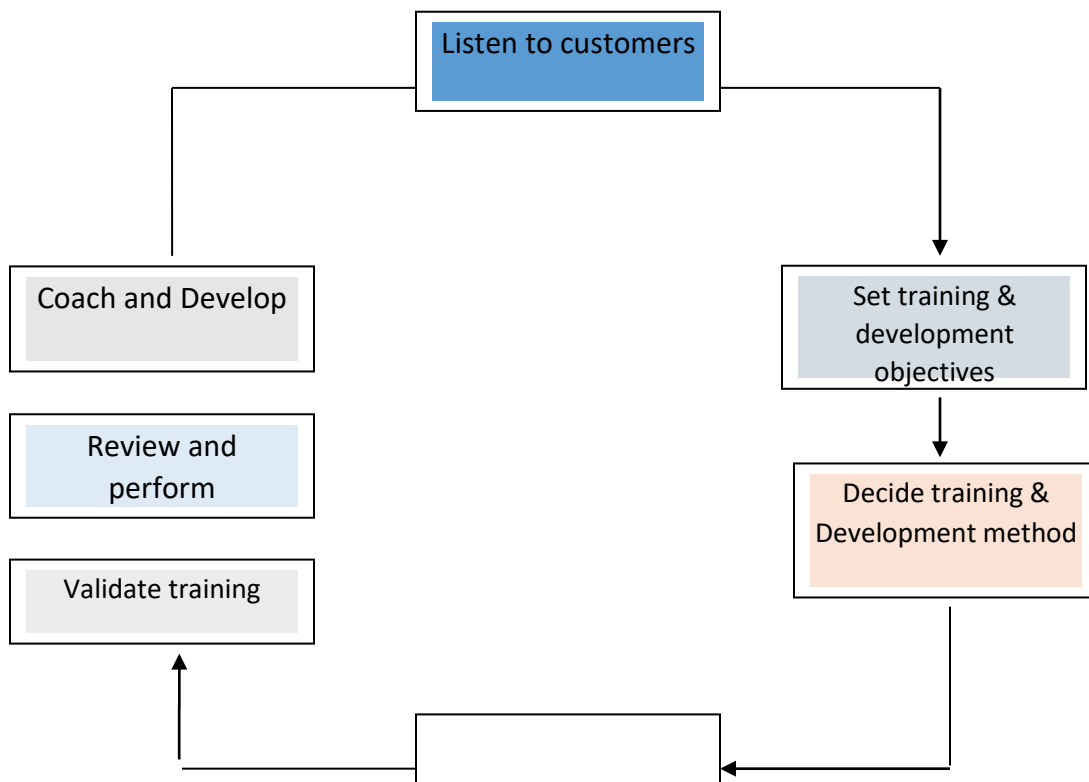 Listen to customers
Coach and Develop
Set training &
development
objectives
Review and
perform
Decide training &
Development method
Validate training